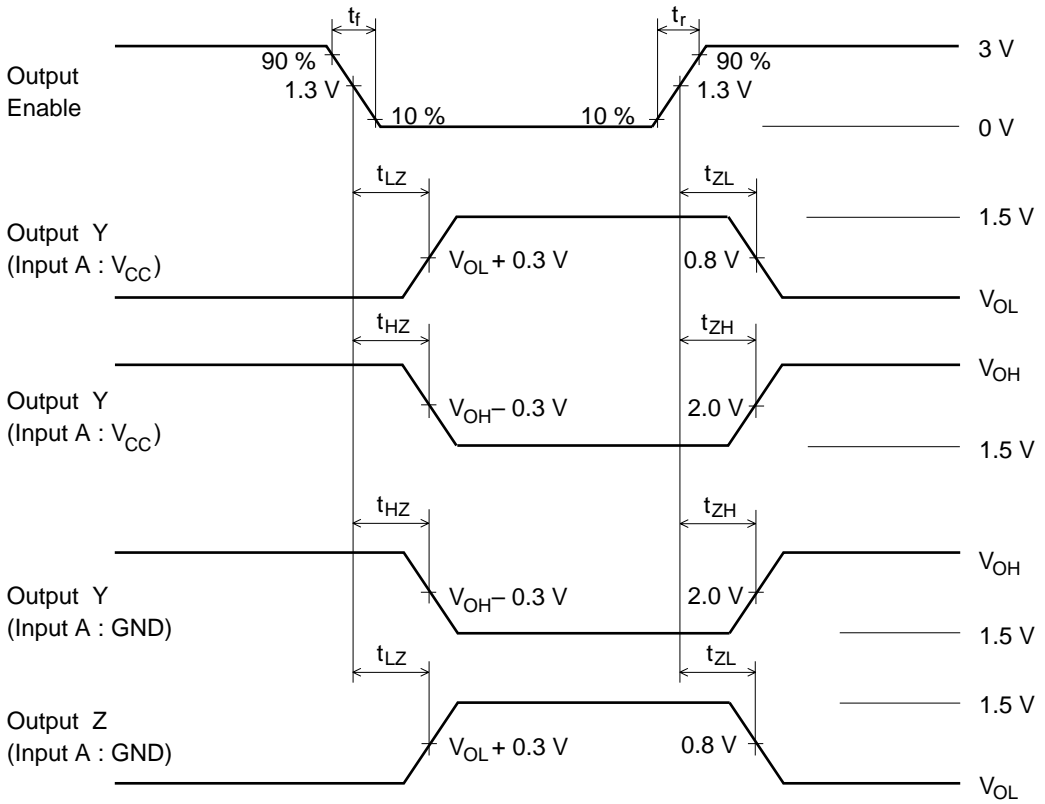 tf
tr
90 %
90 %
3 V
Output
Enable
1.3 V
1.3 V
10 %
10 %
0 V
tLZ
tZL
1.5 V
Output Y
(Input A : VCC)
VOL + 0.3 V
0.8 V
VOL
tHZ
tZH
VOH
Output Y
(Input A : VCC)
VOH – 0.3 V
2.0 V
1.5 V
tHZ
tZH
VOH
Output Y
(Input A : GND)
VOH – 0.3 V
2.0 V
1.5 V
tLZ
tZL
1.5 V
Output Z
(Input A : GND)
VOL + 0.3 V
0.8 V
VOL